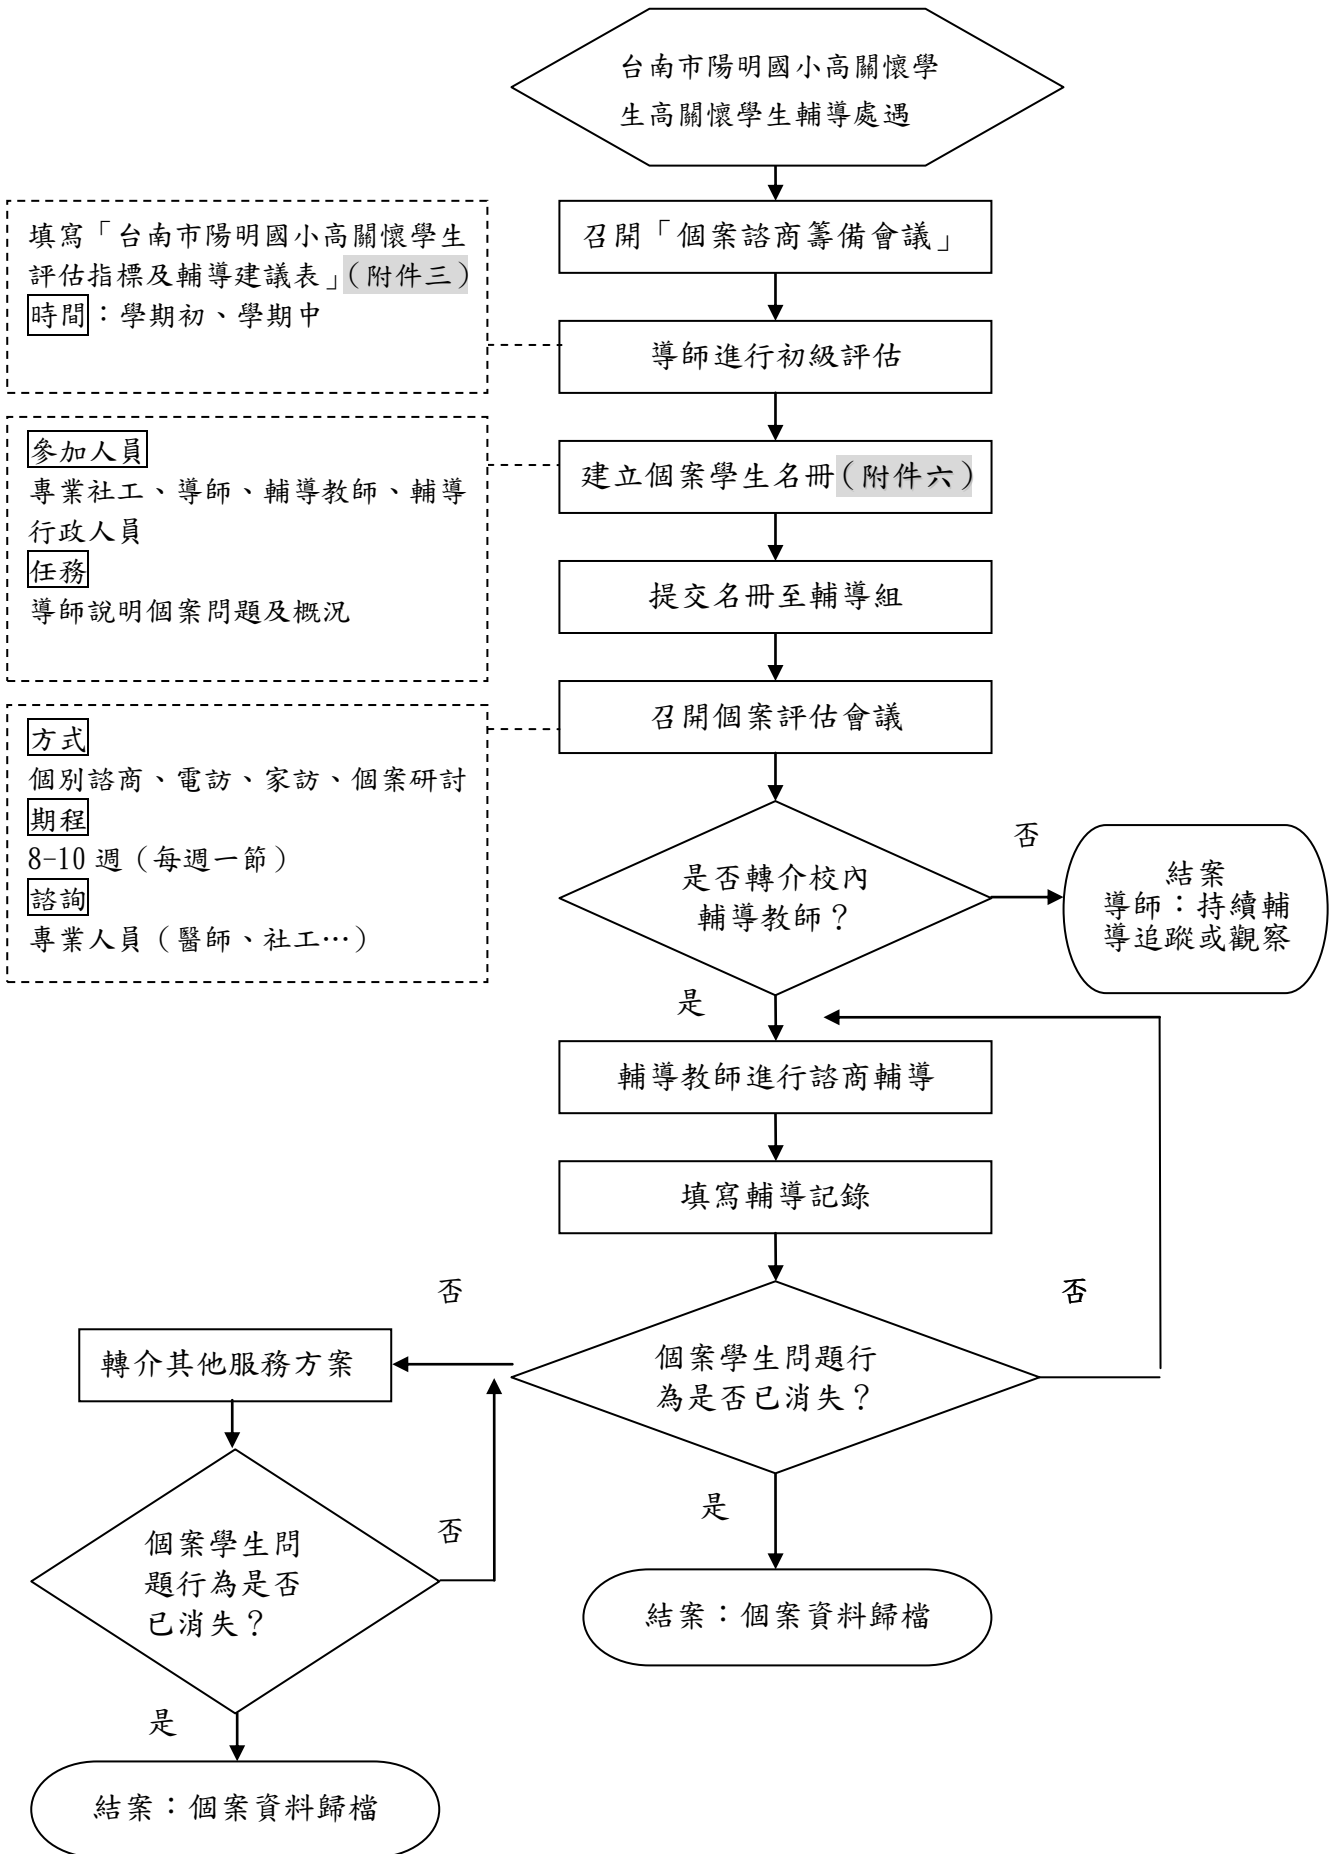 台南市陽明國小高關懷學
生高關懷學生輔導處遇
召開「個案諮商籌備會議」
填寫「台南市陽明國小高關懷學生
評估指標及輔導建議表」(附件三)
時間：學期初、學期中
導師進行初級評估
參加人員
專業社工、導師、輔導教師、輔導
行政人員
任務
導師說明個案問題及概況
建立個案學生名冊(附件六)
提交名冊至輔導組
召開個案評估會議
方式
個別諮商、電訪、家訪、個案研討
期程
8-10 週（每週一節）
諮詢
專業人員（醫師、社工…）
是否轉介校內
輔導教師？
否
結案
導師：持續輔
導追蹤或觀察
是
輔導教師進行諮商輔導
填寫輔導記錄
否
否
個案學生問題行
為是否已消失？
轉介其他服務方案
是
否
個案學生問
題行為是否
已消失？
結案：個案資料歸檔
是
結案：個案資料歸檔